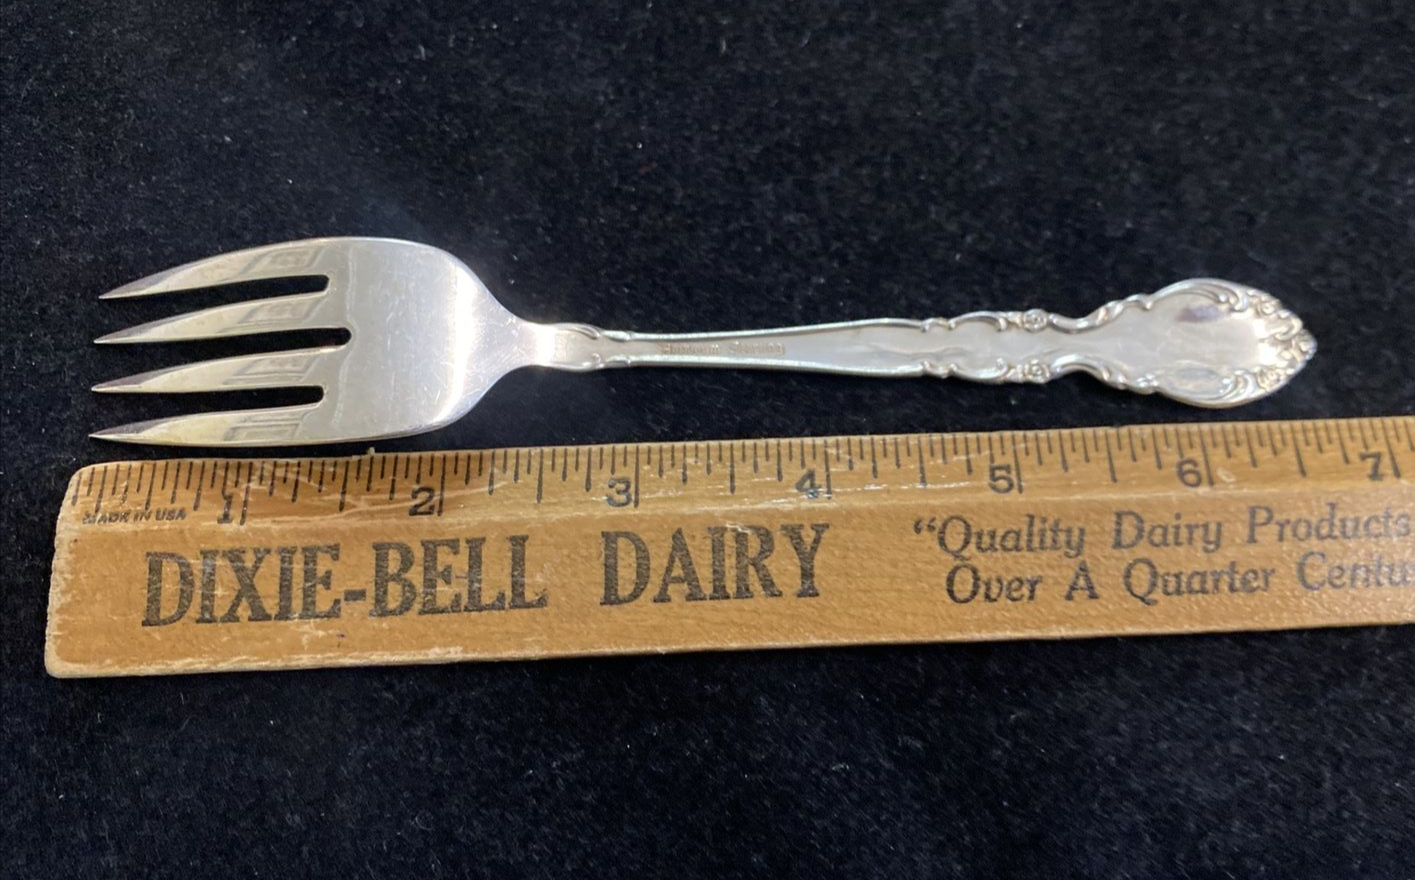 1 2 3 4 5 6 7
MADE IN USA
DIXIE-BELL DAIRY
“Quality Dairy Products
Over A Quarter Centu